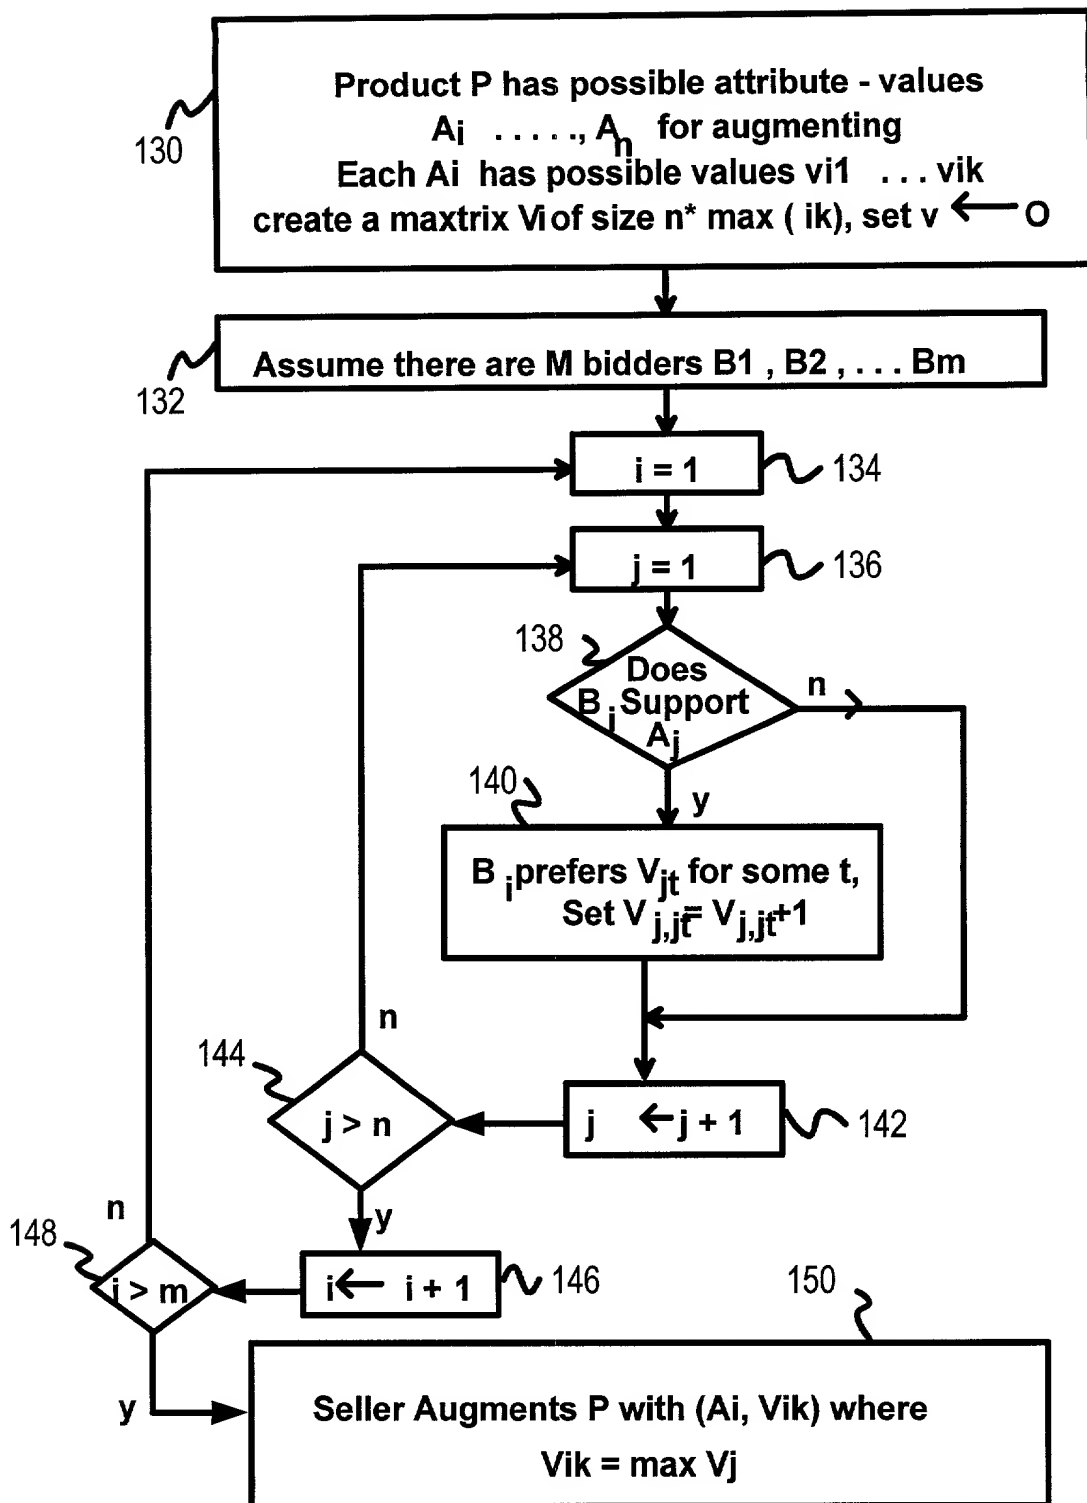 Product P has possible attribute - values
Ai . . . . ., An for augmenting
Each Ai has possible values vi1 . . . vik
create a maxtrix Vi of size n* max ( ik), set v ← O
130
Assume there are M bidders B1 , B2 , . . . Bm
132
i = 1
134
j = 1
136
138
Does
Bi Support
Aj
n
y
140
Bi prefers Vjt for some t,
Set Vj,jt= Vj,jt+1
n
144
j > n
j ← j + 1
142
y
n
148
i > m
i ← i + 1
146
150
y
Seller Augments P with (Ai, Vik) where
Vik = max Vj